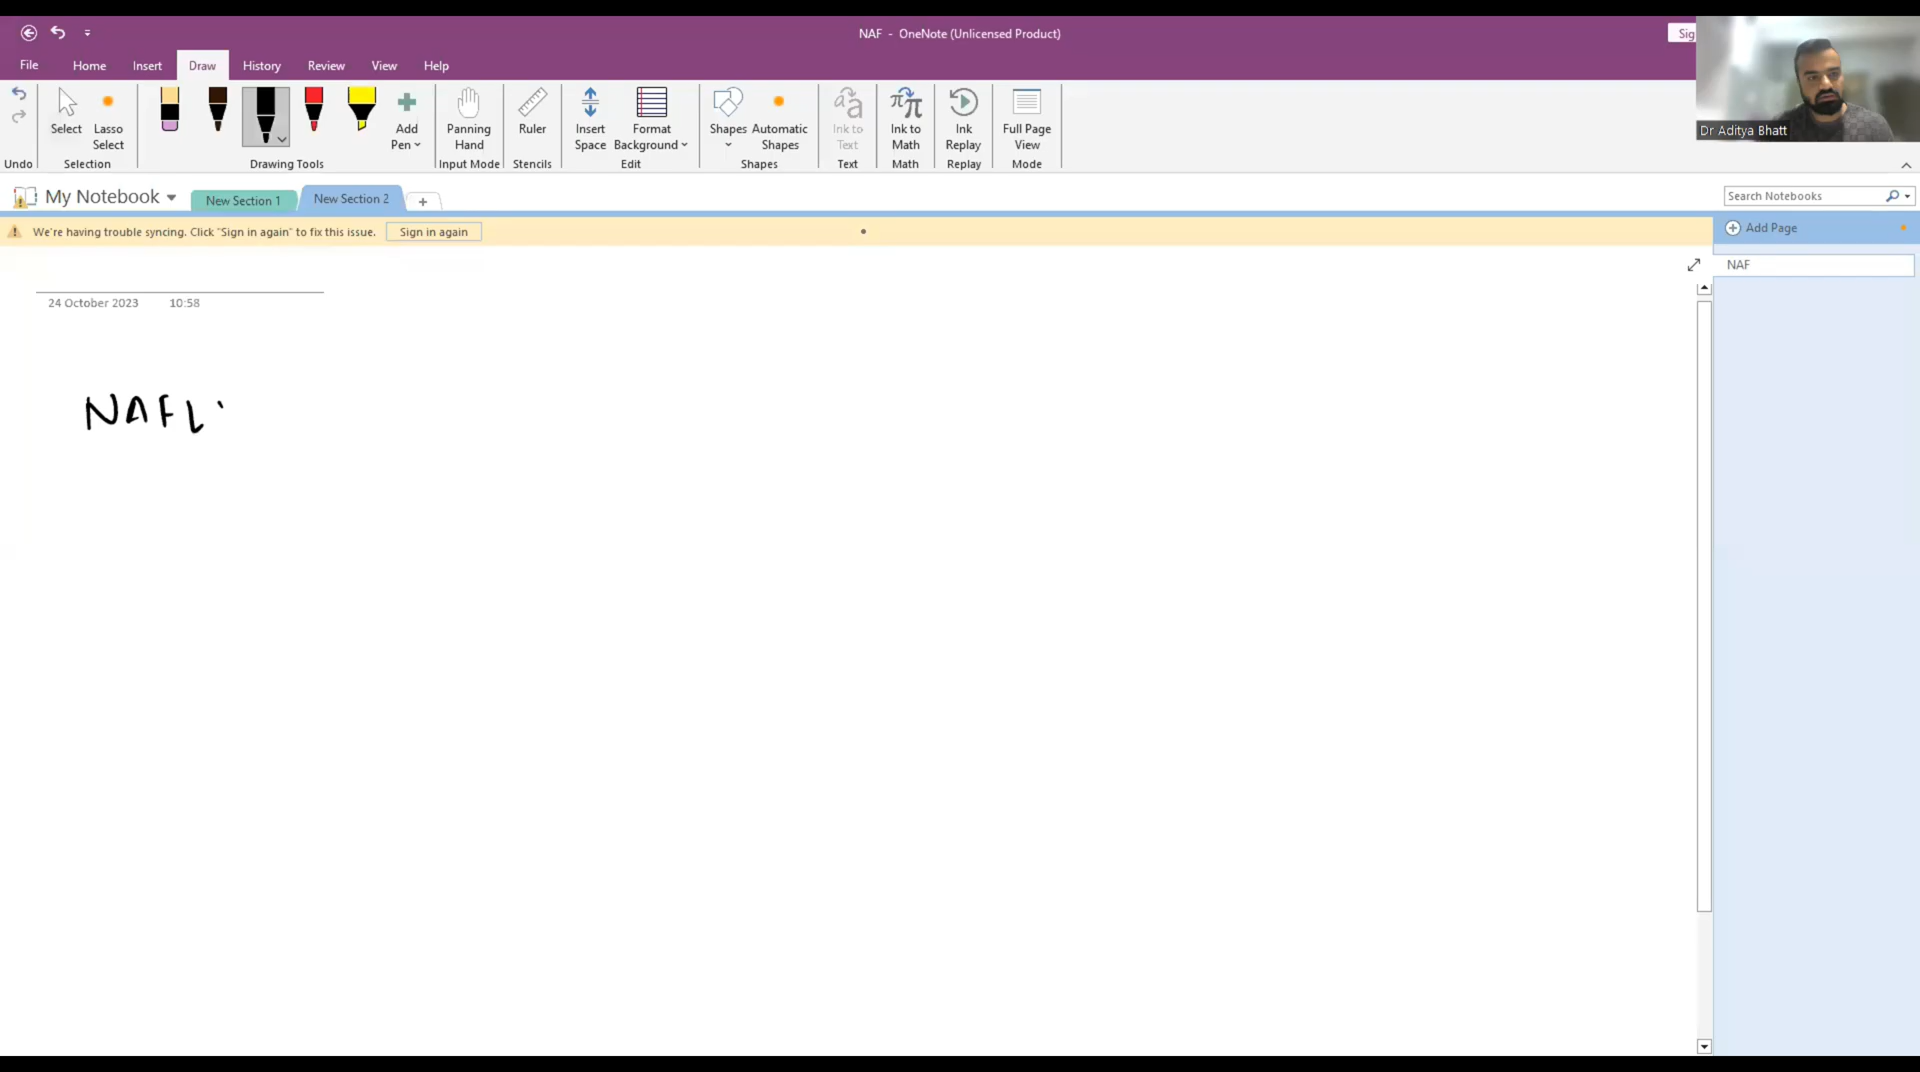 NAF - OneNote (Unlicensed Product)
Sig
File Home Insert Draw History Review View Help
Select
Lasso Select
Add Pen
Panning Hand
Ruler
Insert Space
Format Background
Shapes
Automatic Shapes
Ink to Text
Ink to Math
Ink Replay
Full Page View
Dr Aditya Bhatt
Undo Selection Drawing Tools Input Mode Stencils Edit Shapes Text Math Replay Mode
My Notebook New Section 1 New Section 2
Search Notebooks
We're having trouble syncing. Click "Sign in again" to fix this issue. Sign in again
Add Page
NAF
24 October 2023 10:58
NAFL